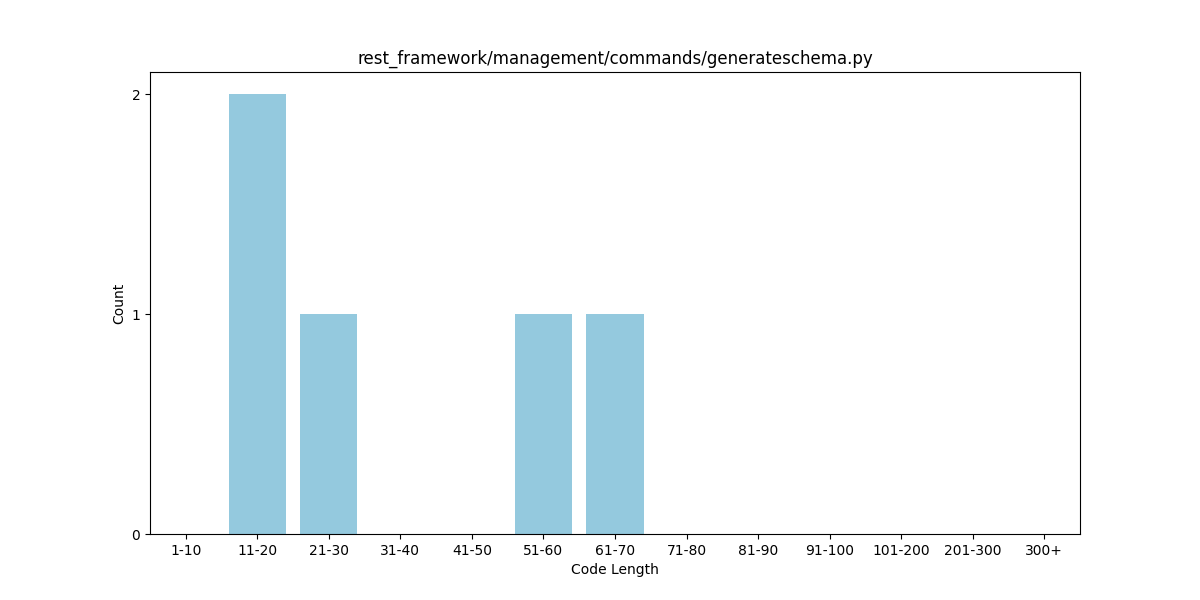 rest_framework/management/commands/generateschema.py
Count
2
1
0
1-10 11-20 21-30 31-40 41-50 51-60 61-70 71-80 81-90 91-100 101-200 201-300 300+
Code Length